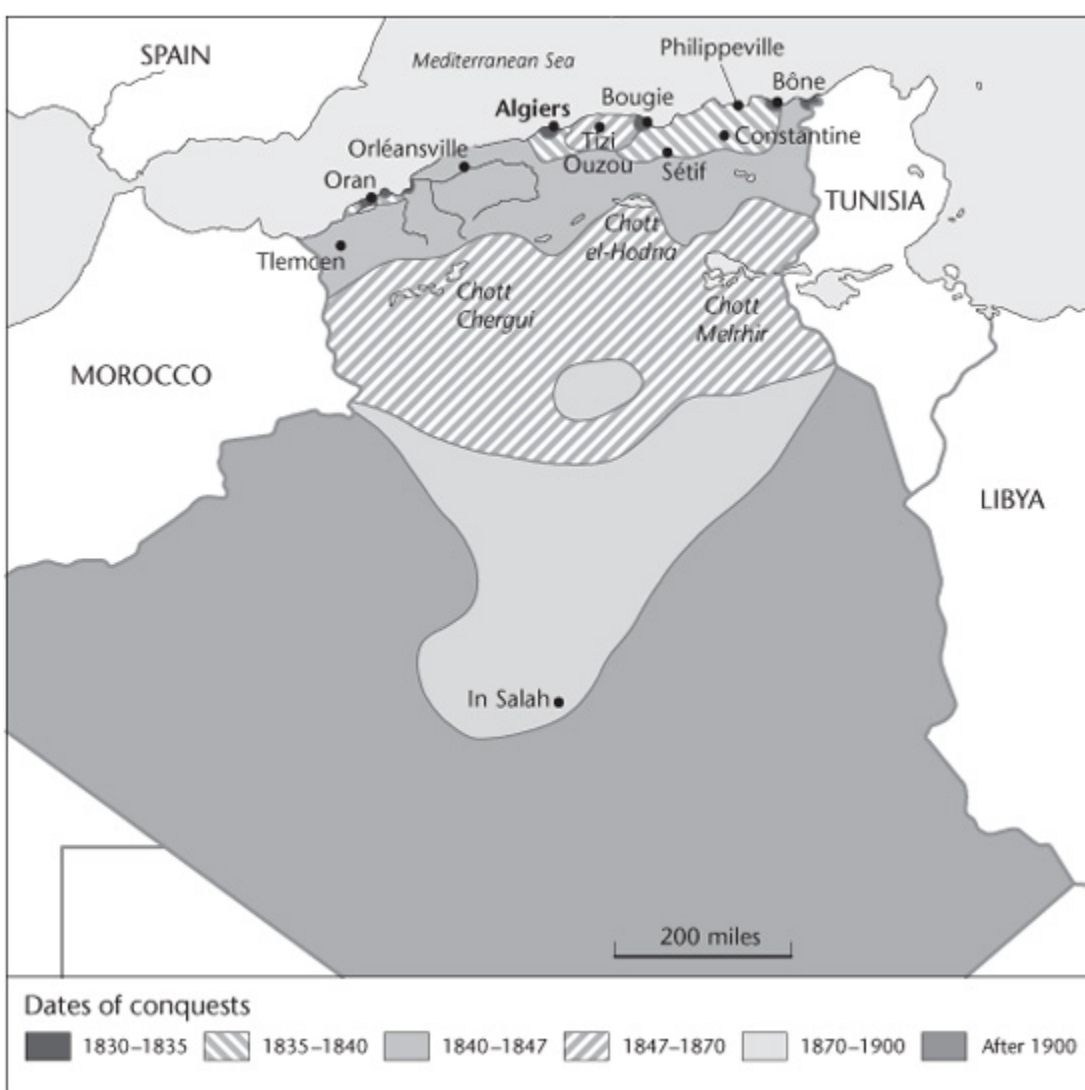 SPAIN
Mediterranean Sea
Philippeville
Bône
Algiers
Bougie
Tizi
Ouzou
Constantine
Sétif
Orléansville
Oran
Tlemcen
TUNISIA
Chott
el-Hodna
Chott
Chergui
Chott
Melrhir
MOROCCO
LIBYA
In Salah
200 miles
Dates of conquests
1830–1835 1835–1840 1840–1847 1847–1870 1870–1900 After 1900